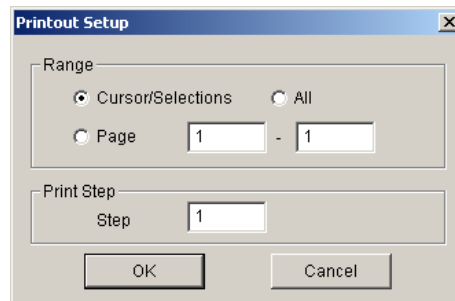 Printout Setup
Range
Cursor/Selections All
Page 1 - 1
Print Step
Step 1
OK Cancel